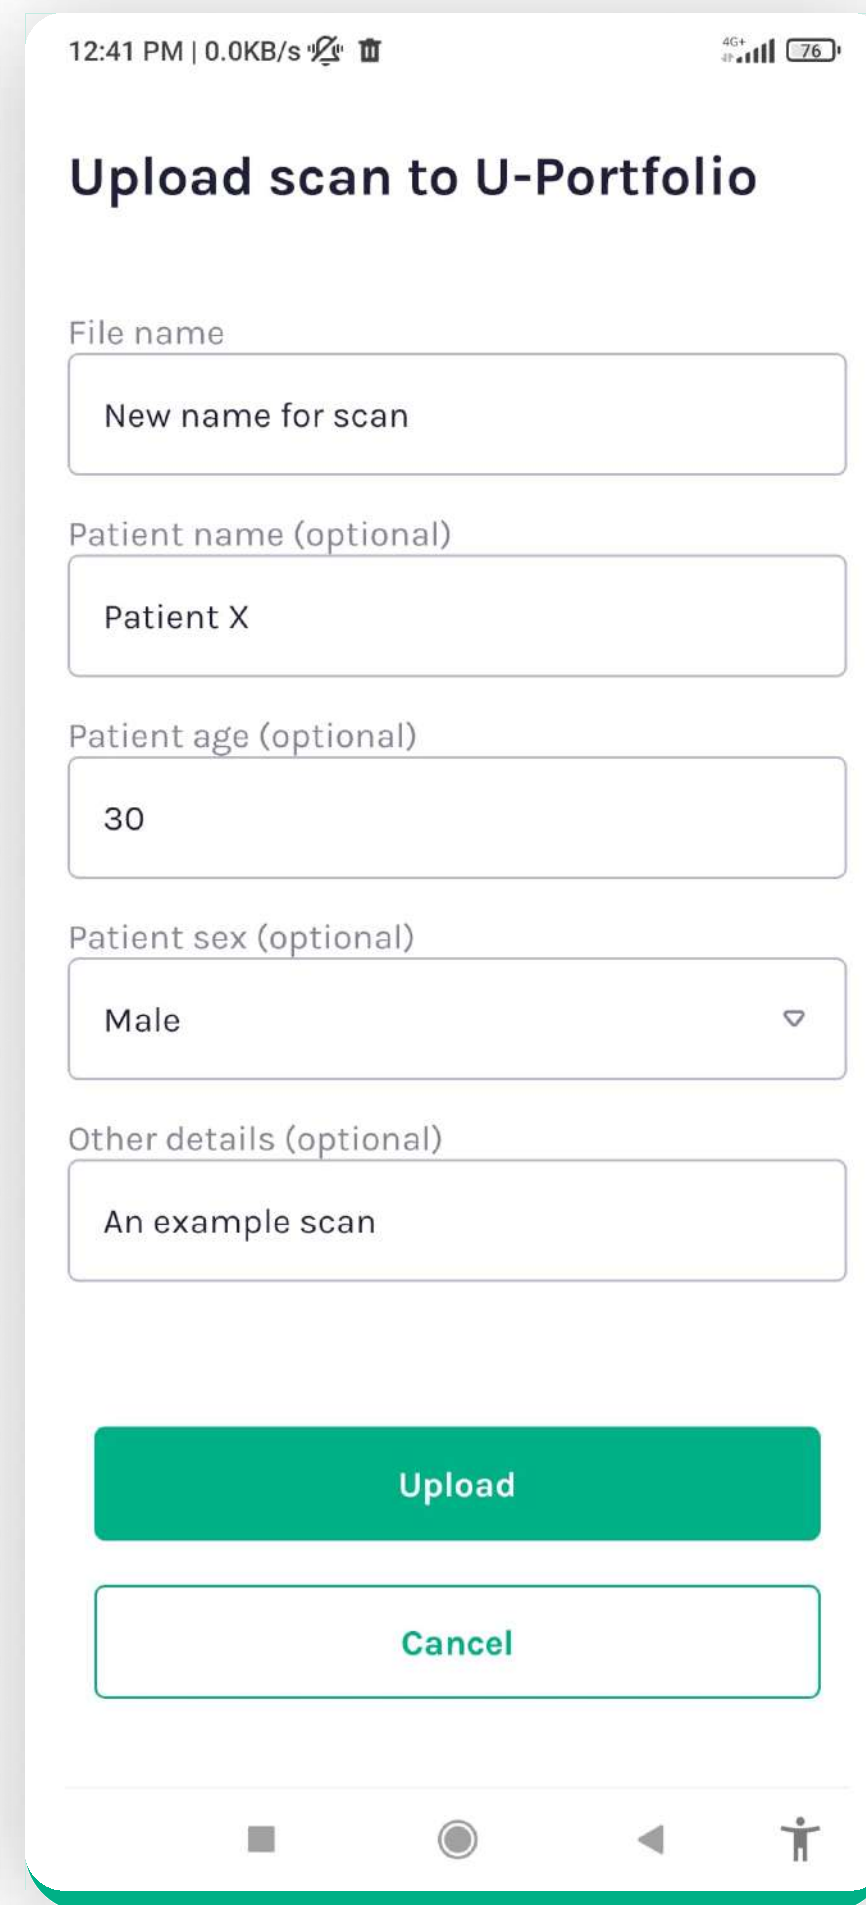 12:41 PM | 0.0KB/s 4G+ 76
Upload scan to U-Portfolio
File name
New name for scan
Patient name (optional)
Patient X
Patient age (optional)
30
Patient sex (optional)
Male
Other details (optional)
An example scan
Upload
Cancel